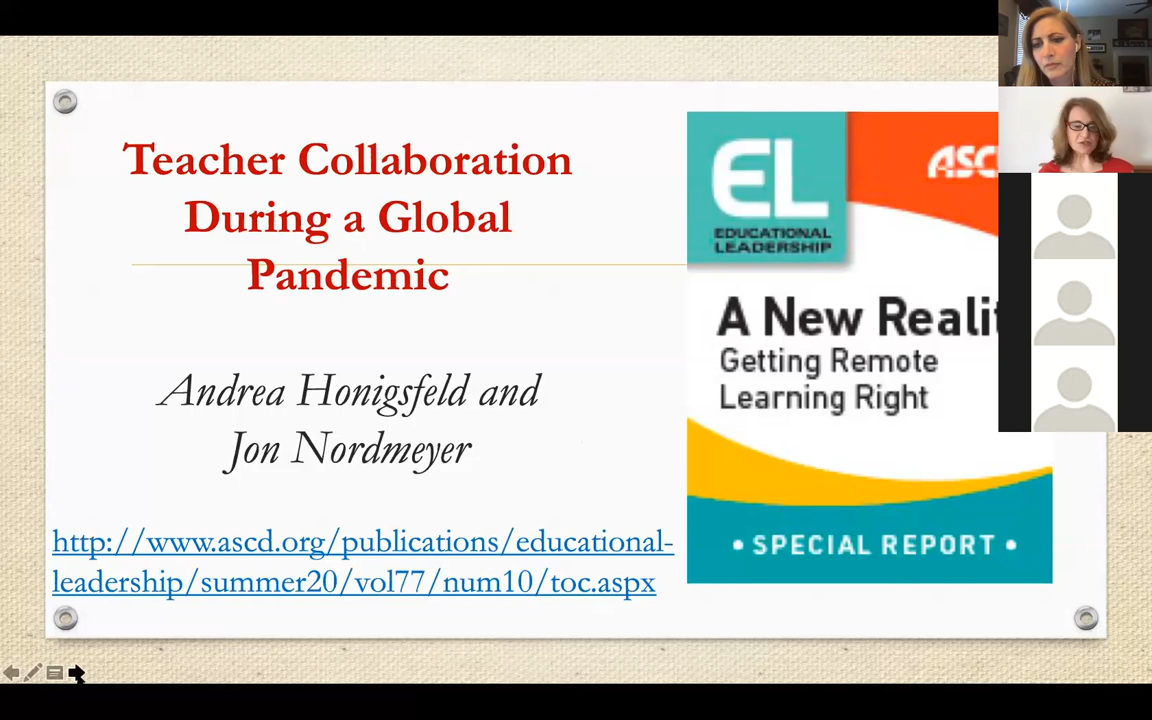 Teacher Collaboration
During a Global
Pandemic
Andrea Honigsfeld and
Jon Nordmeyer
http://www.ascd.org/publications/educational-
leadership/summer20/vol77/num10/toc.aspx
EL
EDUCATIONAL
LEADERSHIP
A New Realit
Getting Remote
Learning Right
• SPECIAL REPORT •